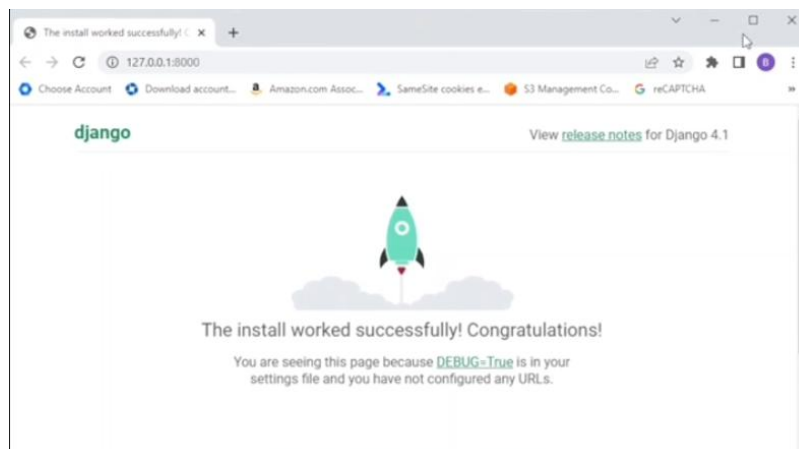 The install worked successfully! C
127.0.0.1:8000
B
Choose Account Download account... Amazon.com Assoc... SameSite cookies e... S3 Management Co... reCAPTCHA »
django
View release notes for Django 4.1
The install worked successfully! Congratulations!
You are seeing this page because DEBUG=True is in your
settings file and you have not configured any URLs.